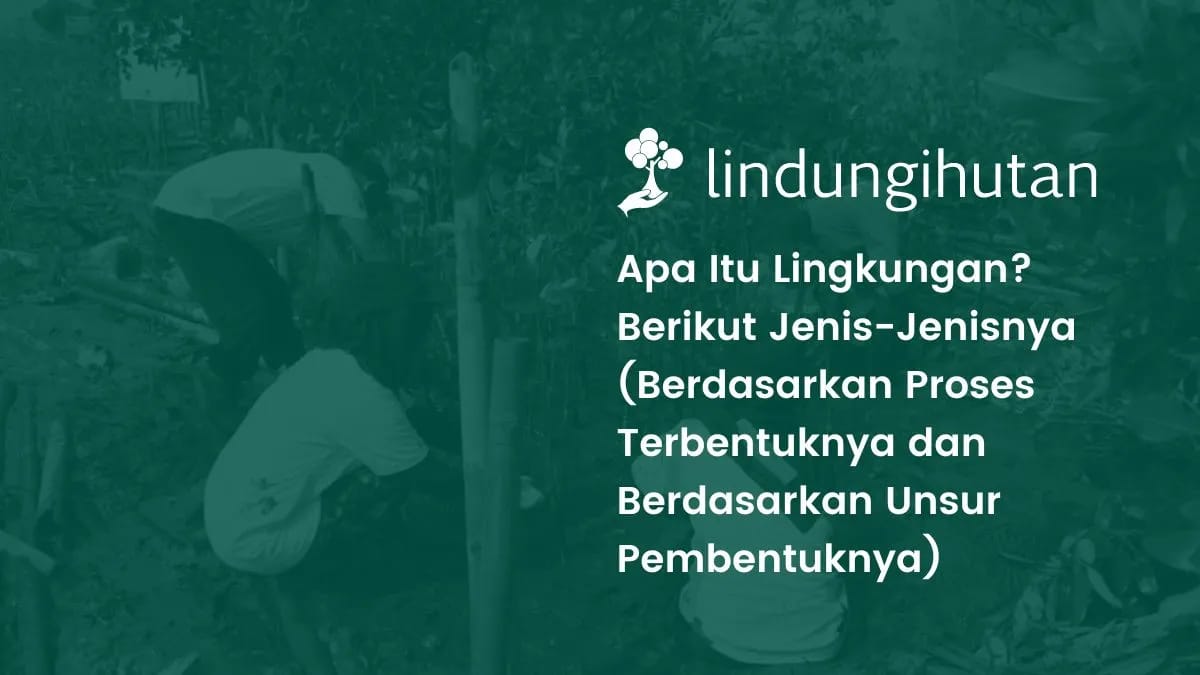 lindungihutan
Apa Itu Lingkungan?
Berikut Jenis-Jenisnya
(Berdasarkan Proses
Terbentuknya dan
Berdasarkan Unsur
Pembentuknya)